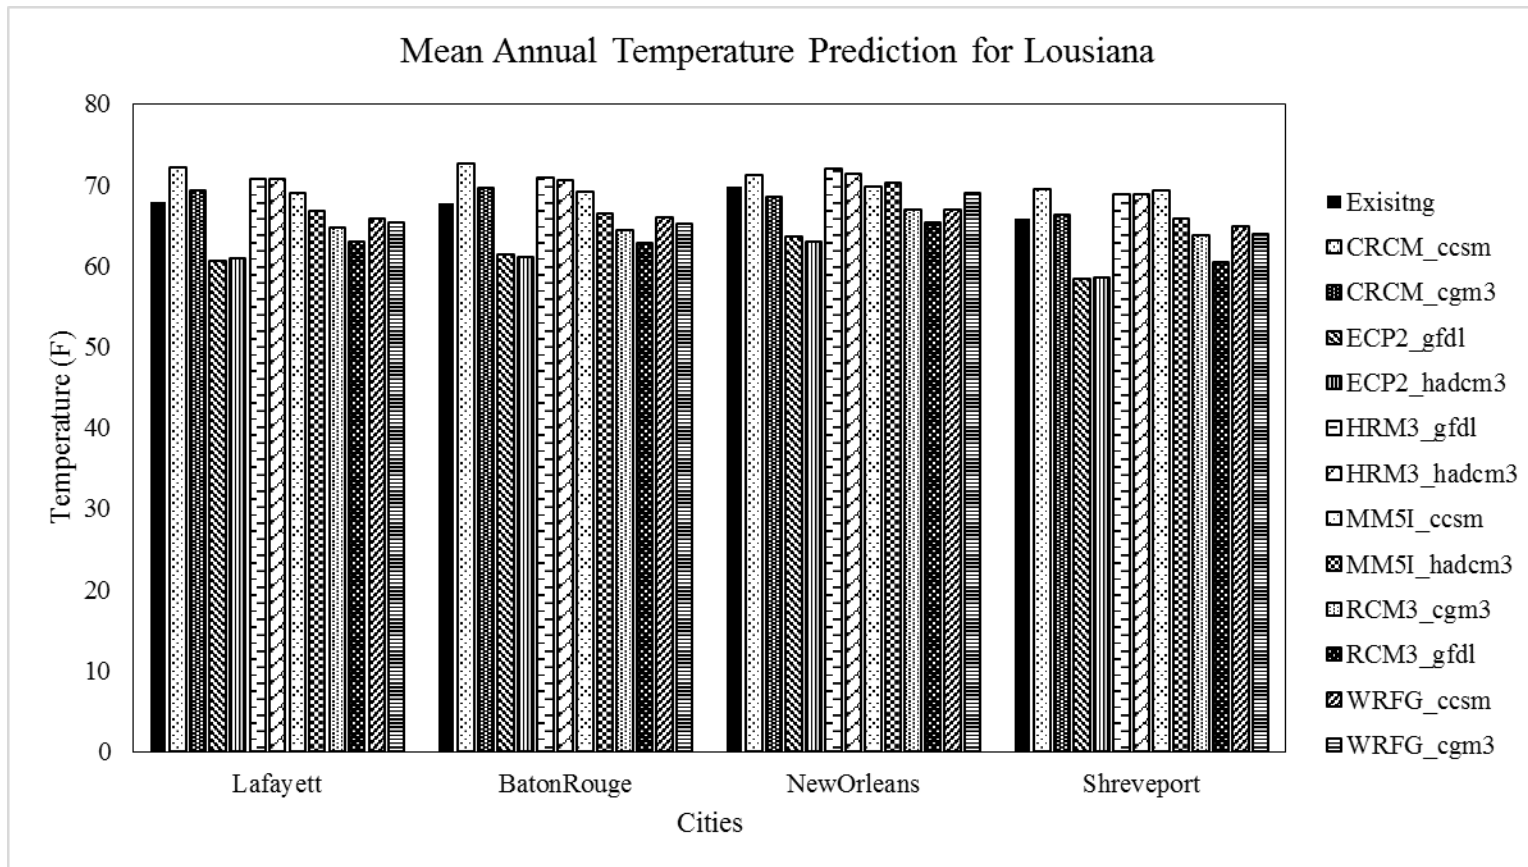 Mean Annual Temperature Prediction for Lousiana
80
70
60
50
40
30
20
10
0
Temperature (F)
Lafayett
BatonRouge
NewOrleans
Shreveport
Cities
Exisitng
CRCM_ccsm
CRCM_cgm3
ECP2_gfdl
ECP2_hadcm3
HRM3_gfdl
HRM3_hadcm3
MM5I_ccsm
MM5I_hadcm3
RCM3_cgm3
RCM3_gfdl
WRFG_ccsm
WRFG_cgm3